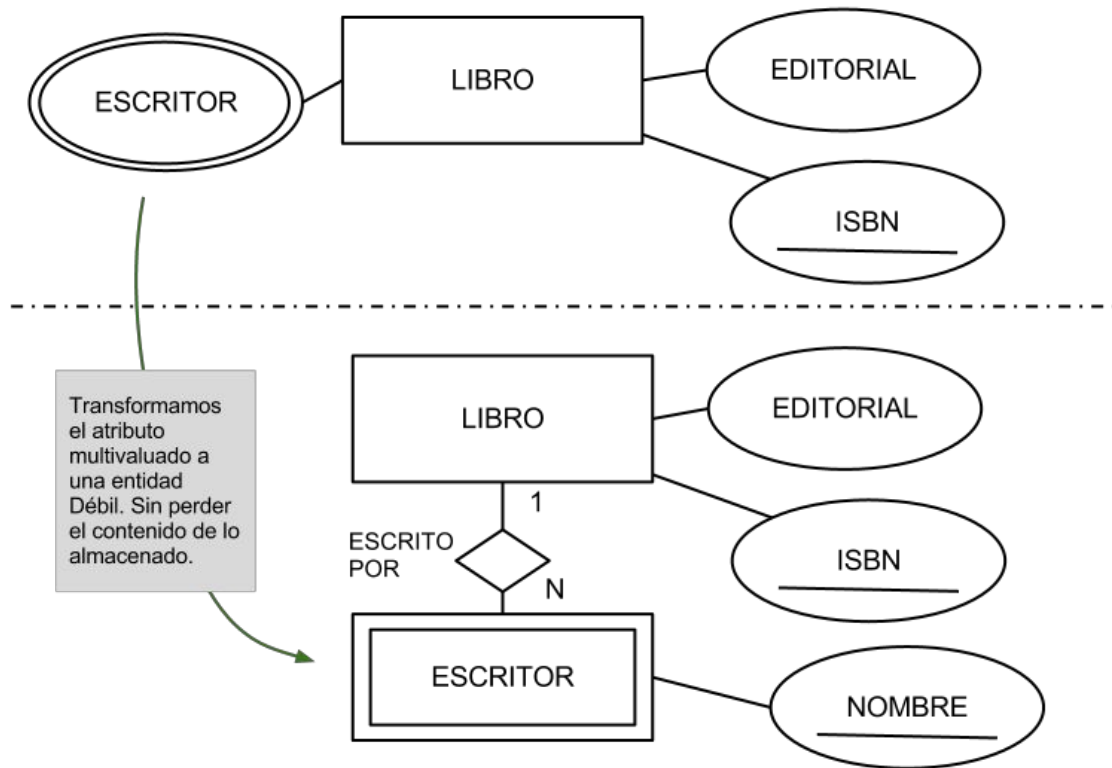 ESCRITOR
LIBRO
EDITORIAL
ISBN
Transformamos
el atributo
multivaluado a
una entidad
Débil. Sin perder
el contenido de lo
almacenado.
LIBRO
EDITORIAL
1
ESCRITO
POR
N
ISBN
ESCRITOR
NOMBRE